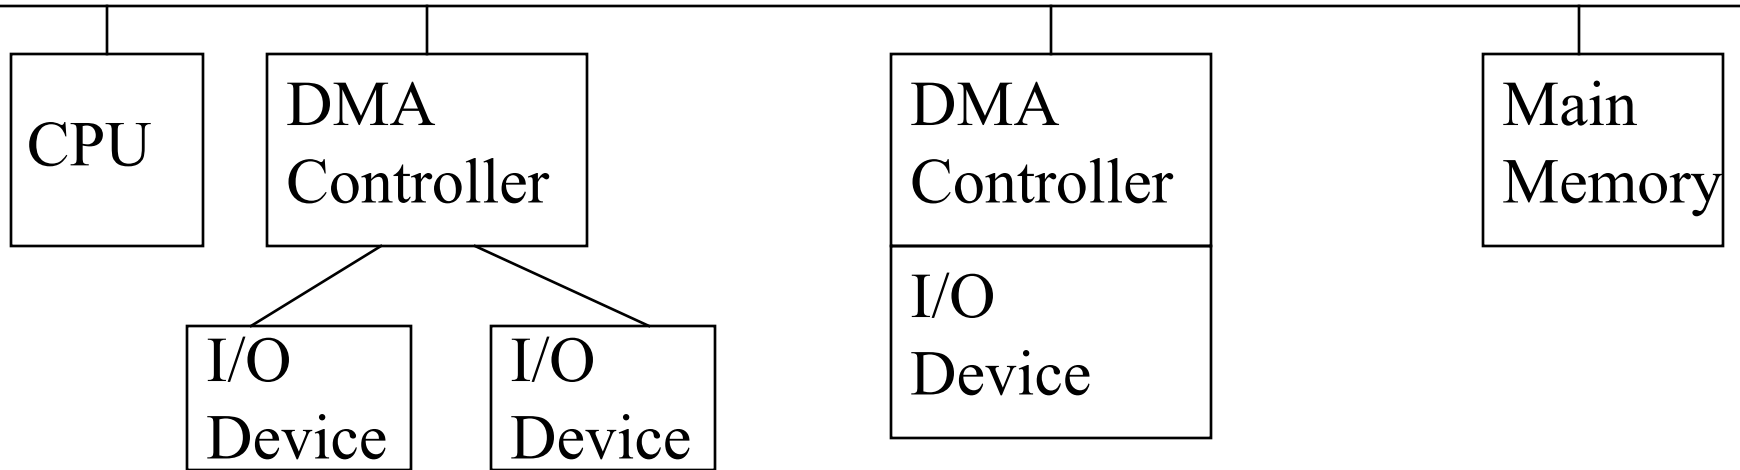 CPU
DMA
Controller
DMA
Controller
Main
Memory
I/O
Device
I/O
Device
I/O
Device